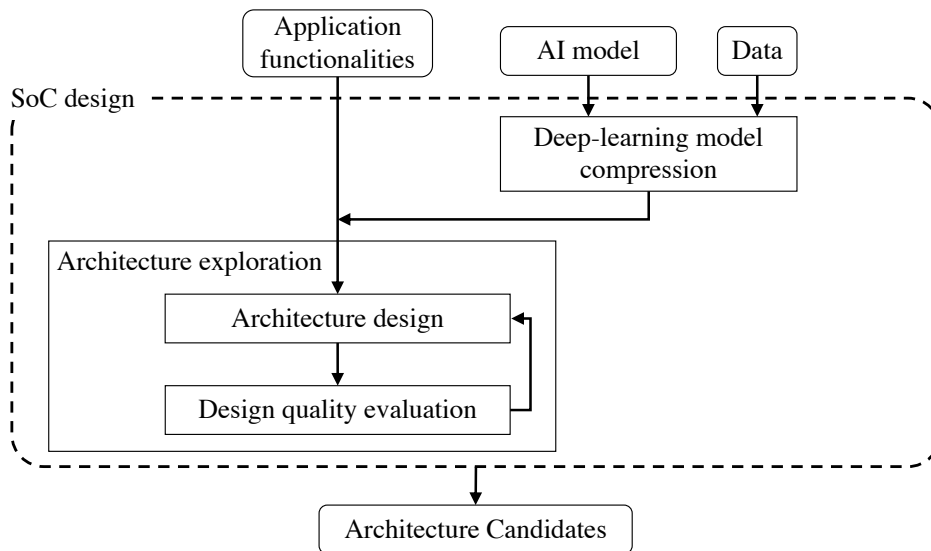 Application
functionalities
AI model
Data
SoC design
Deep-learning model
compression
Architecture exploration
Architecture design
Design quality evaluation
Architecture Candidates